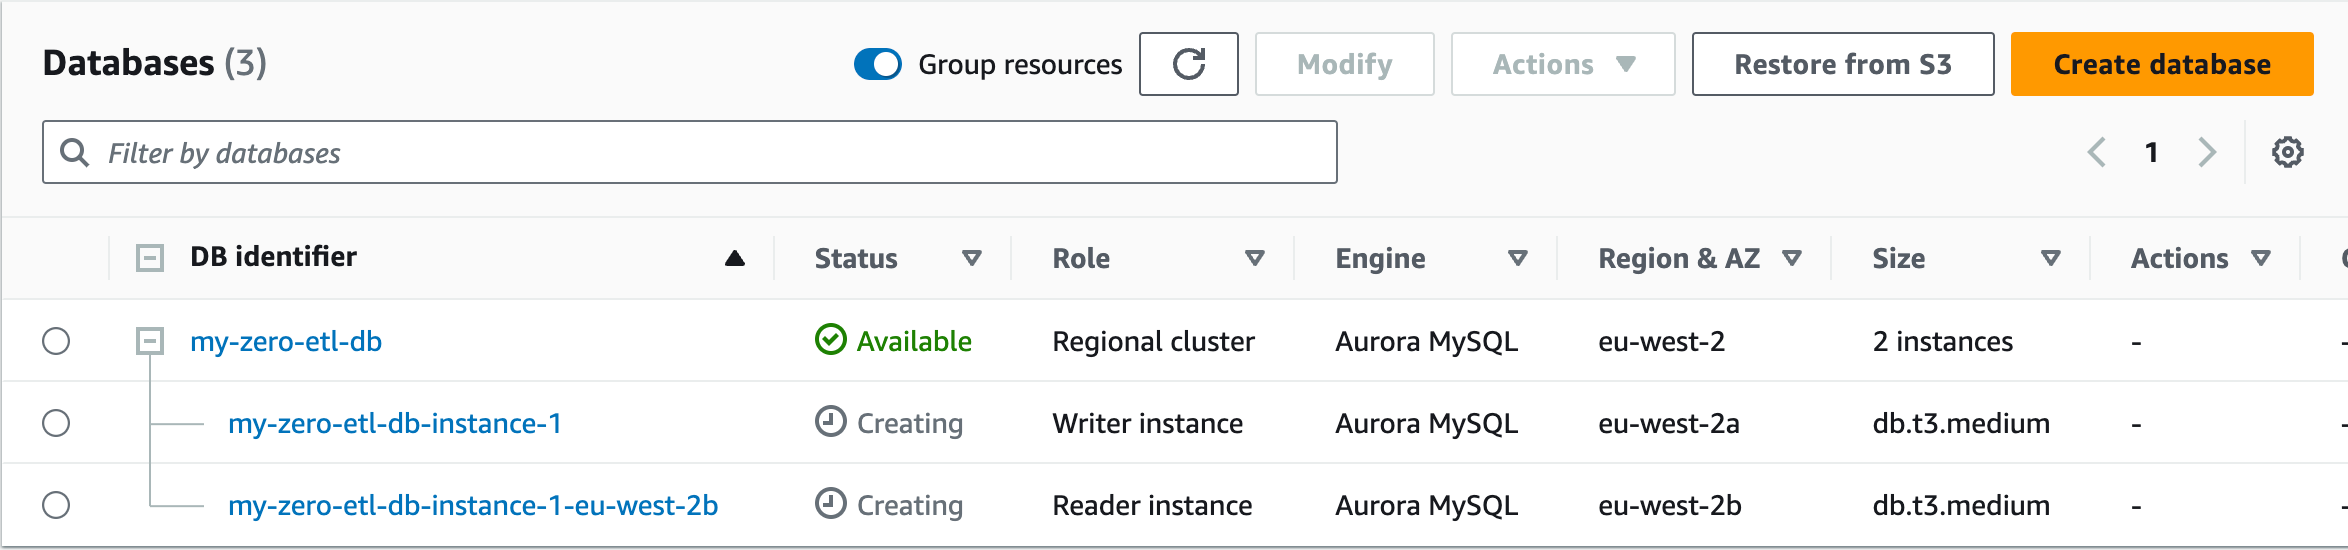 Databases (3) Group resources Modify Actions Restore from S3 Create database
Filter by databases 1
DB identifier Status Role Engine Region & AZ Size Actions
my-zero-etl-db Available Regional cluster Aurora MySQL eu-west-2 2 instances -
my-zero-etl-db-instance-1 Creating Writer instance Aurora MySQL eu-west-2a db.t3.medium -
my-zero-etl-db-instance-1-eu-west-2b Creating Reader instance Aurora MySQL eu-west-2b db.t3.medium -